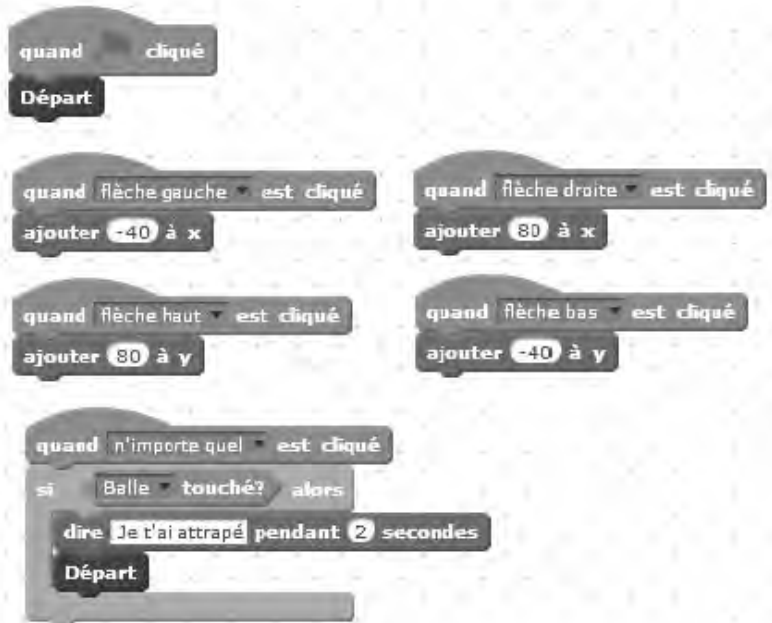 quand cliqué
Départ
quand flèche gauche est cliqué
ajouter -40 à x
quand flèche droite est cliqué
ajouter 80 à x
quand flèche haut est cliqué
ajouter 80 à y
quand flèche bas est cliqué
ajouter -40 à y
quand n'importe quel est cliqué
si Balle touché? alors
dire Je t'ai attrapé pendant 2 secondes
Départ